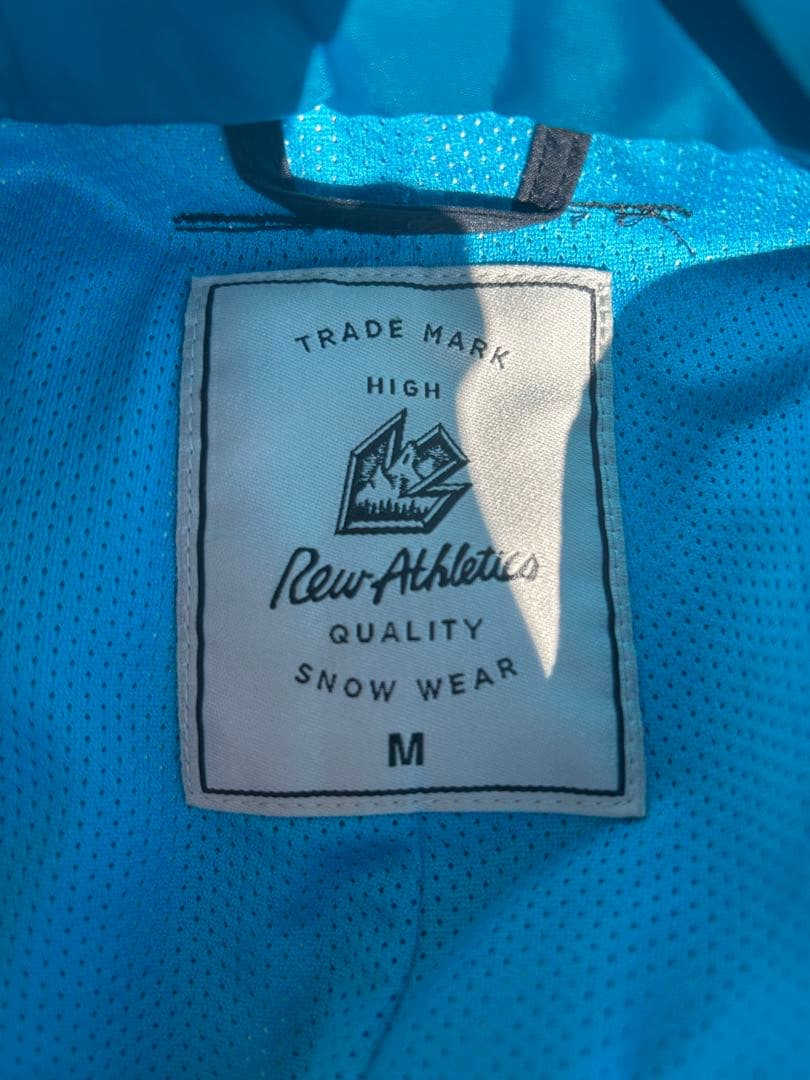 TRADE MARK
HIGH
Rew-Athletics
QUALITY
SNOW WEAR
M